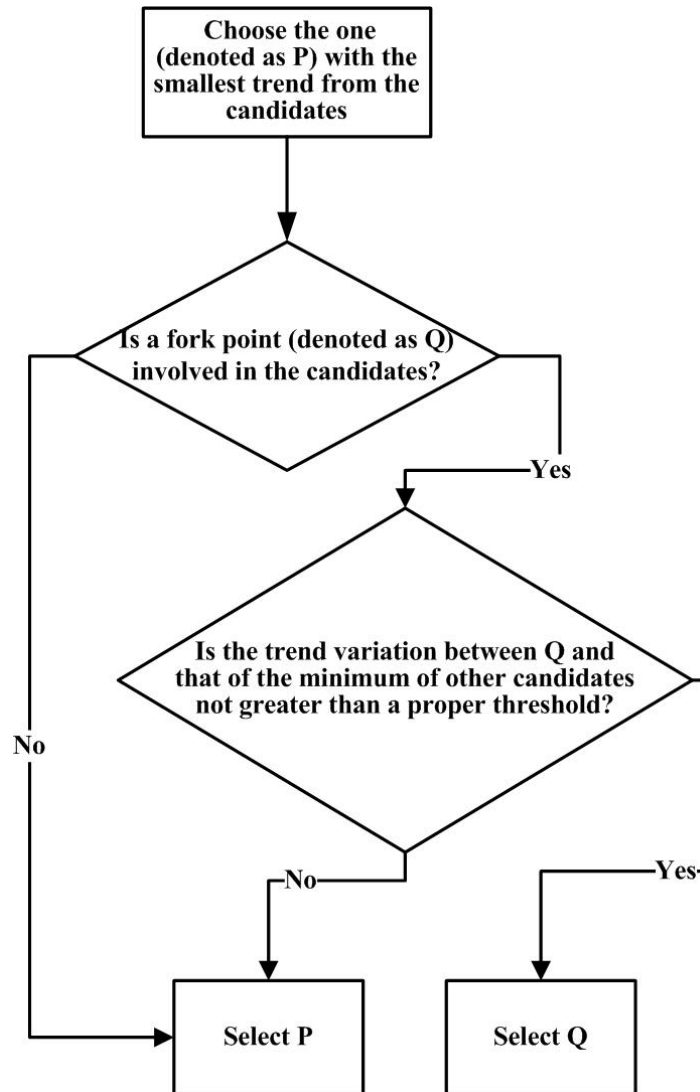 Choose the one
(denoted as P) with the
smallest trend from the
candidates
Is a fork point (denoted as Q)
involved in the candidates?
Yes
Is the trend variation between Q and
that of the minimum of other candidates
not greater than a proper threshold?
No
No
Yes
Select P
Select Q